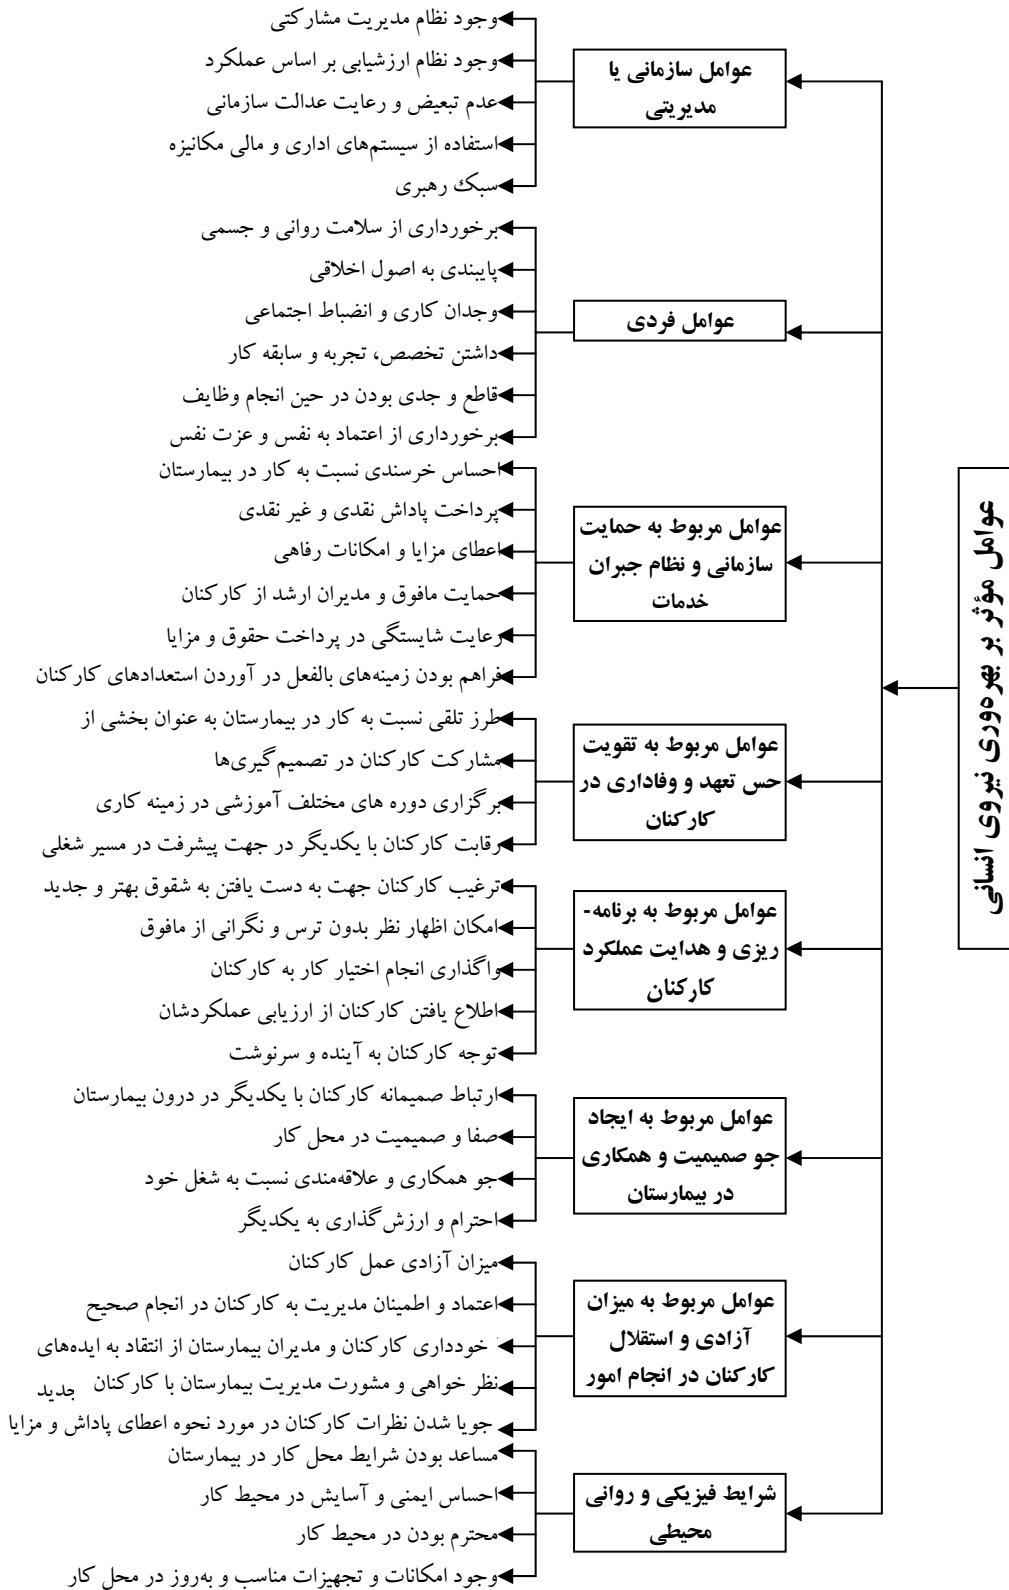 عوامل مؤثر بر بهره‌وری نیروی انسانی
عوامل سازمانی یا
مدیریتی
وجود نظام مدیریت مشارکتی
وجود نظام ارزشیابی بر اساس عملکرد
عدم تبعیض و رعایت عدالت سازمانی
استفاده از سیستم‌های اداری و مالی مکانیزه
سبک رهبری
عوامل فردی
برخورداری از سلامت روانی و جسمی
پایبندی به اصول اخلاقی
وجدان کاری و انضباط اجتماعی
داشتن تخصص، تجربه و سابقه کار
قاطع و جدی بودن در حین انجام وظایف
برخورداری از اعتماد به نفس و عزت نفس
عوامل مربوط به حمایت
سازمانی و نظام جبران
خدمات
احساس خرسندی نسبت به کار در بیمارستان
پرداخت پاداش نقدی و غیر نقدی
اعطای مزایا و امکانات رفاهی
حمایت مافوق و مدیران ارشد از کارکنان
رعایت شایستگی در پرداخت حقوق و مزایا
فراهم بودن زمینه‌های بالفعل در آوردن استعدادهای کارکنان
عوامل مربوط به تقویت
حس تعهد و وفاداری در
کارکنان
طرز تلقی نسبت به کار در بیمارستان به عنوان بخشی از
مشارکت کارکنان در تصمیم‌گیری‌ها
برگزاری دوره های مختلف آموزشی در زمینه کاری
رقابت کارکنان با یکدیگر در جهت پیشرفت در مسیر شغلی
عوامل مربوط به برنامه-
ریزی و هدایت عملکرد
کارکنان
ترغیب کارکنان جهت به دست یافتن به شقوق بهتر و جدید
امکان اظهار نظر بدون ترس و نگرانی از مافوق
واگذاری انجام اختیار کار به کارکنان
اطلاع یافتن کارکنان از ارزیابی عملکردشان
توجه کارکنان به آینده و سرنوشت
عوامل مربوط به ایجاد
جو صمیمیت و همکاری
در بیمارستان
ارتباط صمیمانه کارکنان با یکدیگر در درون بیمارستان
صفا و صمیمیت در محل کار
جو همکاری و علاقه‌مندی نسبت به شغل خود
احترام و ارزش‌گذاری به یکدیگر
عوامل مربوط به میزان
آزادی و استقلال
کارکنان در انجام امور
میزان آزادی عمل کارکنان
اعتماد و اطمینان مدیریت به کارکنان در انجام صحیح
خودداری کارکنان و مدیران بیمارستان از انتقاد به ایده‌های
جدید
نظر خواهی و مشورت مدیریت بیمارستان با کارکنان
جویا شدن نظرات کارکنان در مورد نحوه اعطای پاداش و مزایا
شرایط فیزیکی و روانی
محیطی
مساعد بودن شرایط محل کار در بیمارستان
احساس ایمنی و آسایش در محیط کار
محترم بودن در محیط کار
وجود امکانات و تجهیزات مناسب و به‌روز در محل کار